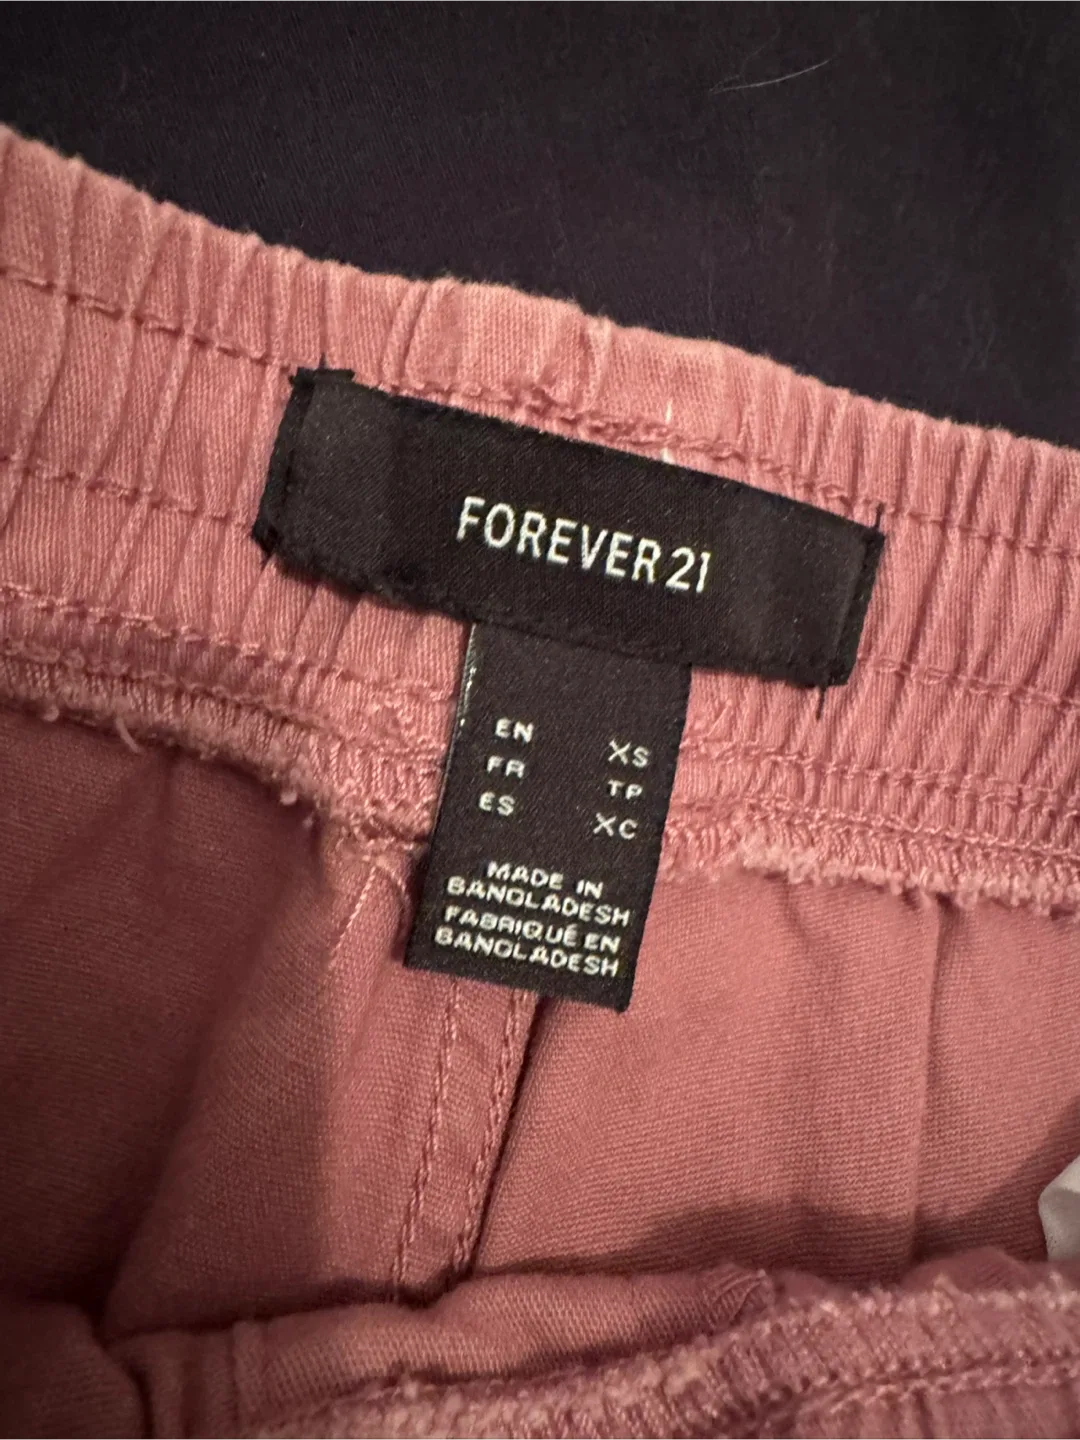 FOREVER 21
EN XS
FR TP
ES XC
MADE IN
BANGLADESH
FABRIQUÉ EN
BANGLADESH